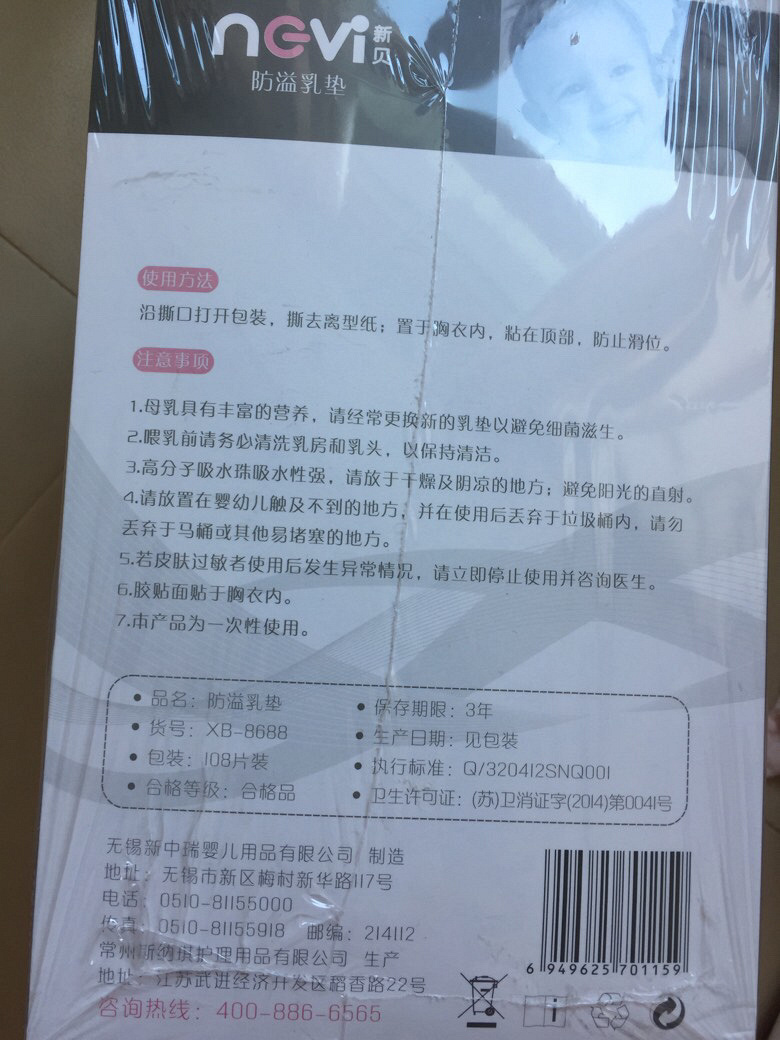 nevi 新贝
防溢乳垫
使用方法
沿撕口打开包装，撕去离型纸；置于胸衣内，粘在顶部，防止滑位。
注意事项
1.母乳具有丰富的营养，请经常更换新的乳垫以避免细菌滋生。
2.喂乳前请务必清洗乳房和乳头，以保持清洁。
3.高分子吸水珠吸水性强，请放于干燥及阴凉的地方；避免阳光的直射。
4.请放置在婴幼儿触及不到的地方，并在使用后丢弃于垃圾桶内，请勿
丢弃于马桶或其他易堵塞的地方。
5.若皮肤过敏者使用后发生异常情况，请立即停止使用并咨询医生。
6.胶贴面贴于胸衣内。
7.本产品为一次性使用。
• 品名：防溢乳垫
• 货号：XB-8688
• 包装：108片装
• 合格等级：合格品
• 保存期限：3年
• 生产日期：见包装
• 执行标准：Q/320412SNQ001
• 卫生许可证：(苏)卫消证字(2014)第0041号
无锡新中瑞婴儿用品有限公司 制造
地址：无锡市新区梅村新华路117号
电话：0510-81155000
传真：0510-81155918 邮编：214112
常州斯纳琪护理用品有限公司 生产
地址：江苏武进经济开发区稻香路22号
咨询热线：400-886-6565
6 949625 701159